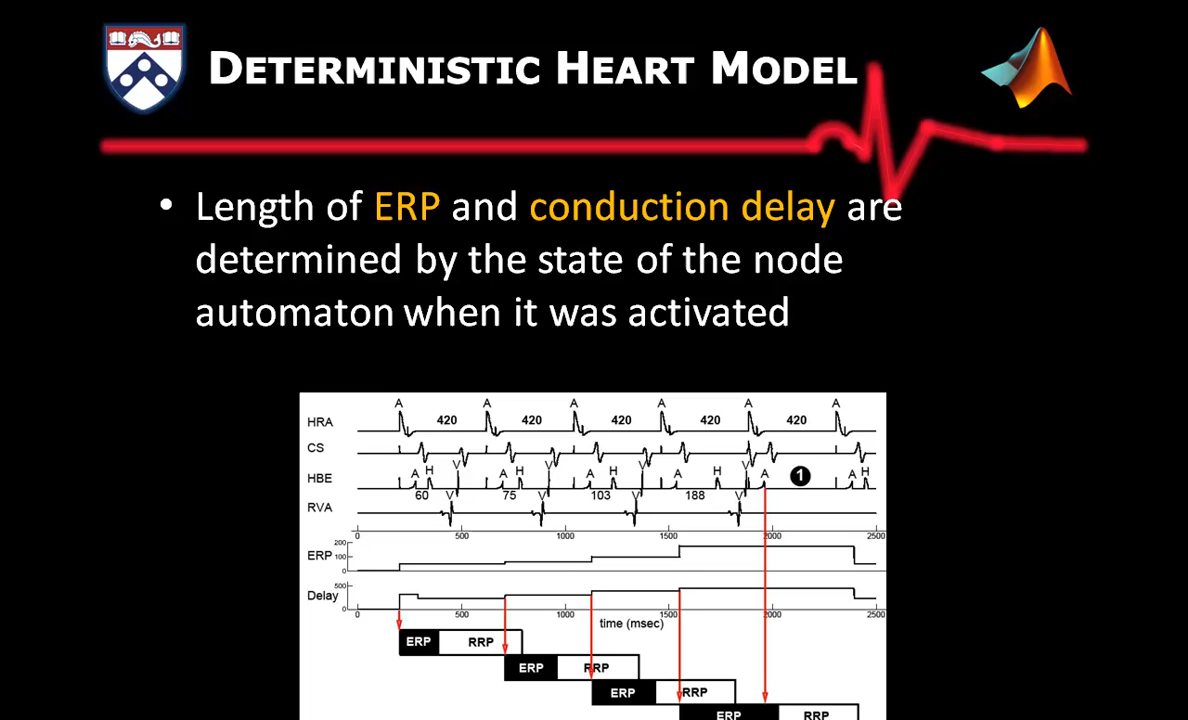 DETERMINISTIC HEART MODEL
• Length of ERP and conduction delay are
determined by the state of the node
automaton when it was activated
A A A A A A
HRA 420 420 420 420 420
CS
V V V V
HBE A H A H A H A H A 1 A H
60 75 103 188
RVA V V V V
0 500 1000 1500 2000 2500
200
ERP 100
0
500
Delay
0
0 500 1000 1500 2000 2500
time (msec)
ERP RRP
ERP RRP
ERP RRP
ERP RRP